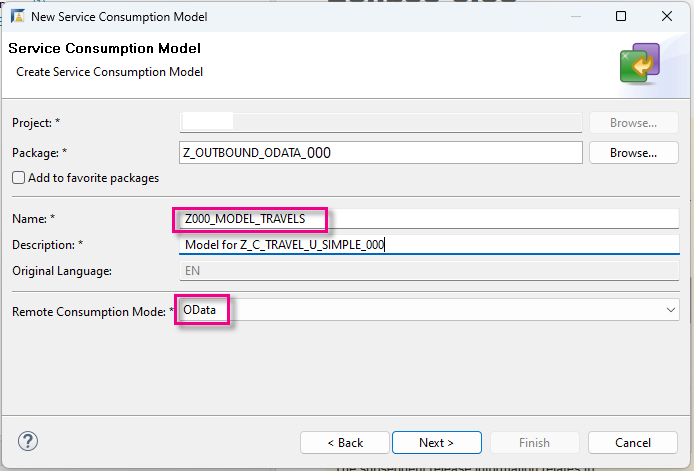 New Service Consumption Model
Service Consumption Model
Create Service Consumption Model
Project: *
Browse...
Package: *
Z_OUTBOUND_ODATA_000
Browse...
Add to favorite packages
Name: *
Z000_MODEL_TRAVELS
Description: *
Model for Z_C_TRAVEL_U_SIMPLE_000
Original Language:
EN
Remote Consumption Mode: *
OData
?
< Back
Next >
Finish
Cancel